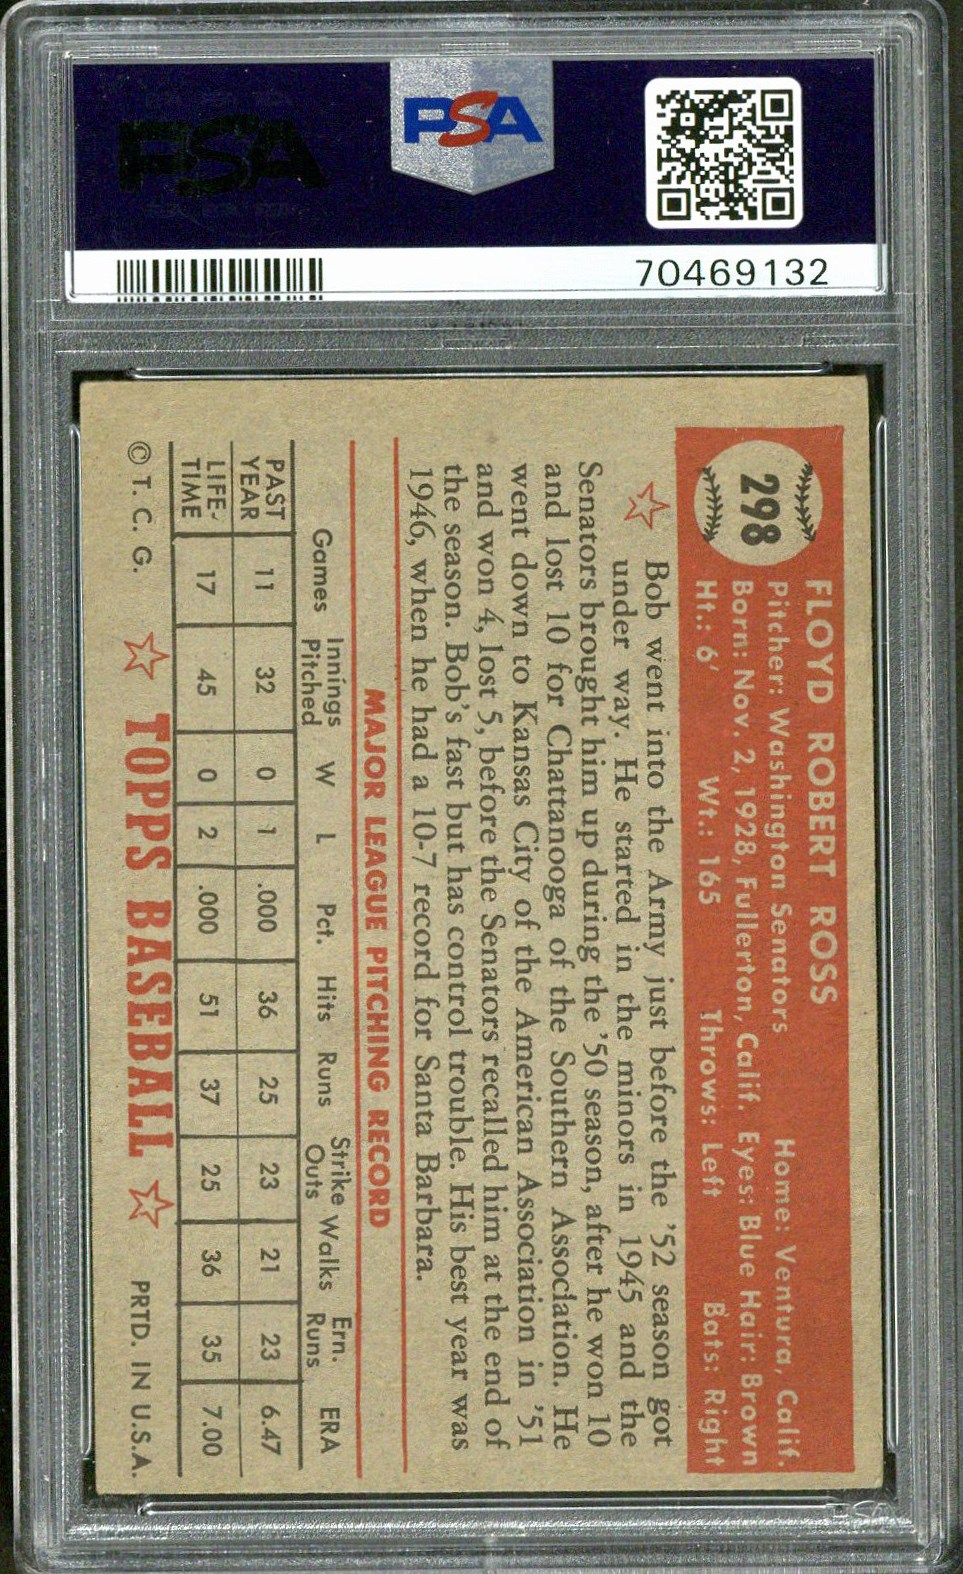 PSA
PSA
70469132
298
FLOYD ROBERT ROSS
Pitcher: Washington Senators Home: Ventura, Calif.
Born: Nov. 2, 1928, Fullerton, Calif. Eyes: Blue Hair: Brown
Ht.: 6' Wt.: 165 Throws: Left Bats: Right
Bob went into the Army just before the '52 season got
under way. He started in the minors in 1945 and the
Senators brought him up during the '50 season, after he won 10
and lost 10 for Chattanooga of the Southern Association. He
went down to Kansas City of the American Association in '51
and won 4, lost 5, before the Senators recalled him at the end of
the season. Bob's fast but has control trouble. His best year was
1946, when he had a 10-7 record for Santa Barbara.
MAJOR LEAGUE PITCHING RECORD
Games Innings Pitched W L Pct. Hits Runs Strike Outs Walks Ern. Runs ERA
PAST YEAR 11 32 0 1 .000 36 25 23 21 23 6.47
LIFE-TIME 17 45 0 2 .000 51 37 25 36 35 7.00
© T. C. G. TOPPS BASEBALL PRTD. IN U.S.A.